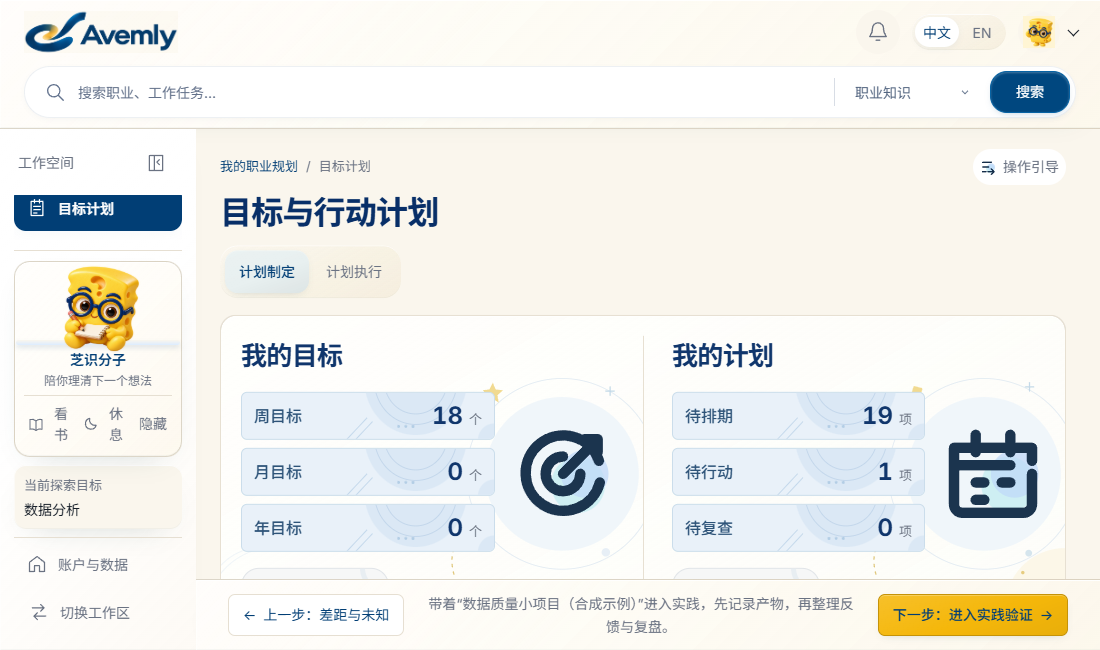 Avemly
中文 EN
搜索职业、工作任务...
职业知识
搜索
工作空间
目标计划
芝识分子
陪你理清下一个想法
看书
休息
隐藏
当前探索目标
数据分析
账户与数据
切换工作区
我的职业规划 / 目标计划
操作引导
目标与行动计划
计划制定 计划执行
我的目标
周目标 18 个
月目标 0 个
年目标 0 个
我的计划
待排期 19 项
待行动 1 项
待复查 0 项
← 上一步：差距与未知
带着“数据质量小项目（合成示例）”进入实践，先记录产物，再整理反
馈与复盘。
下一步：进入实践验证 →